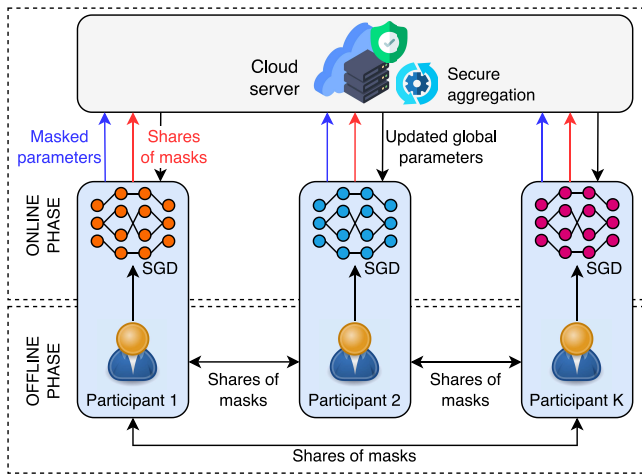 Cloud
server
Secure
aggregation
Masked
parameters
Shares
of masks
Updated global
parameters
ONLINE
PHASE
SGD
SGD
SGD
OFFLINE
PHASE
Shares of
masks
Shares of
masks
Participant 1
Participant 2
Participant K
Shares of masks